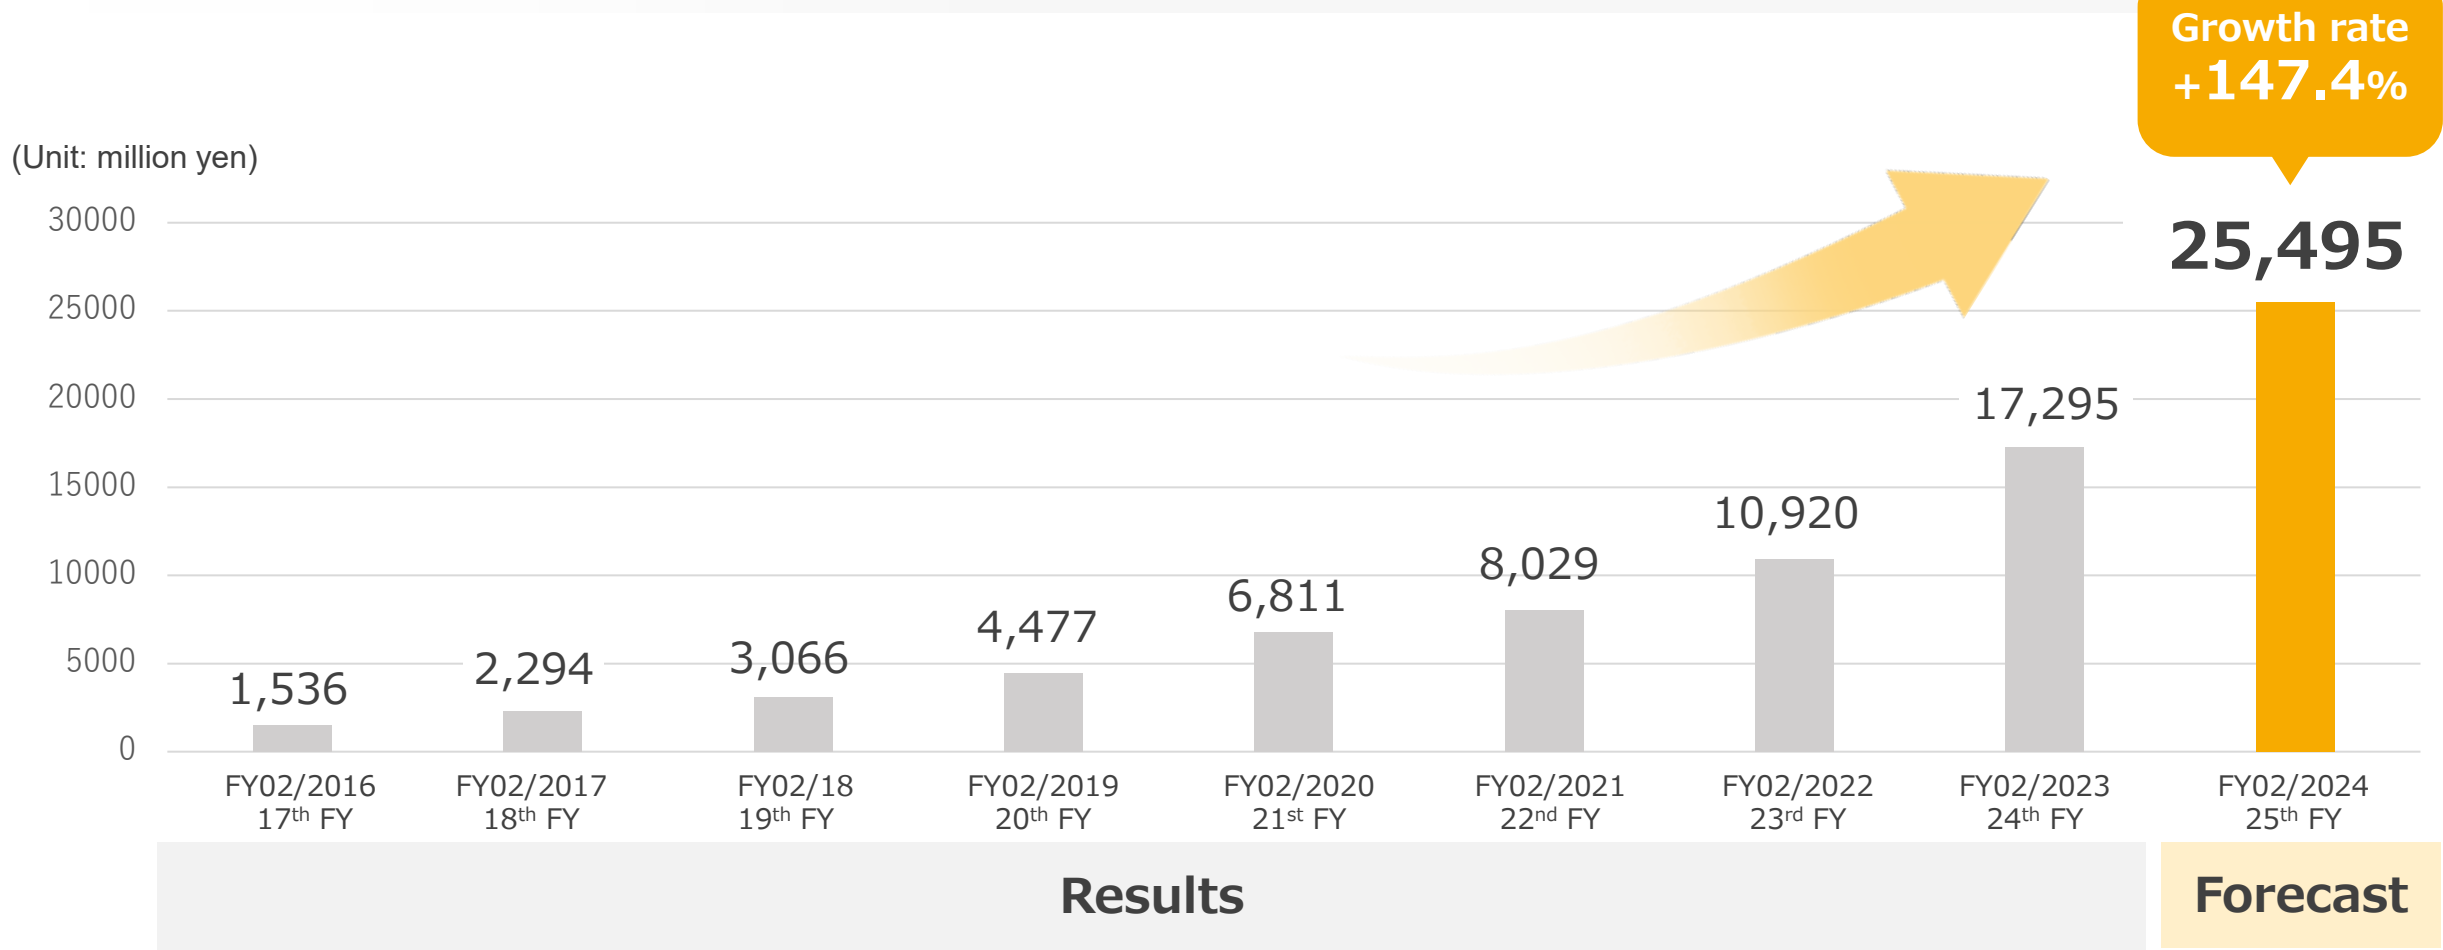 Growth rate
+147.4%
(Unit: million yen)
30000
25000
20000
15000
10000
5000
0
1,536
2,294
3,066
4,477
6,811
8,029
10,920
17,295
25,495
FY02/2016
17th FY
FY02/2017
18th FY
FY02/18
19th FY
FY02/2019
20th FY
FY02/2020
21st FY
FY02/2021
22nd FY
FY02/2022
23rd FY
FY02/2023
24th FY
FY02/2024
25th FY
Results
Forecast